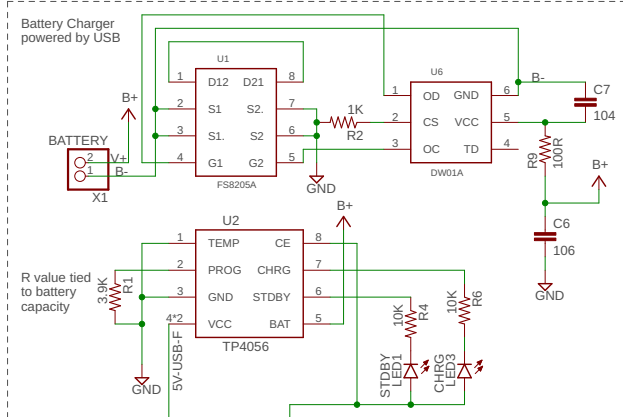 Battery Charger
powered by USB
U1
1 D12 D21 8
2 S1 S2. 7
3 S1. S2 6
4 G1 G2 5
FS8205A
BATTERY
2 V+
1 B-
X1
B+
1K
R2
GND
U6
1 OD GND 6
2 CS VCC 5
3 OC TD 4
DW01A
B-
C7
104
R9
100R
B+
C6
106
GND
R value tied
to battery
capacity
3.9K
R1
GND
U2
1 TEMP CE 8
2 PROG CHRG 7
3 GND STDBY 6
4*2 VCC BAT 5
TP4056
5V-USB-F
B+
10K
R4
10K
R6
STDBY
LED1
CHRG
LED3